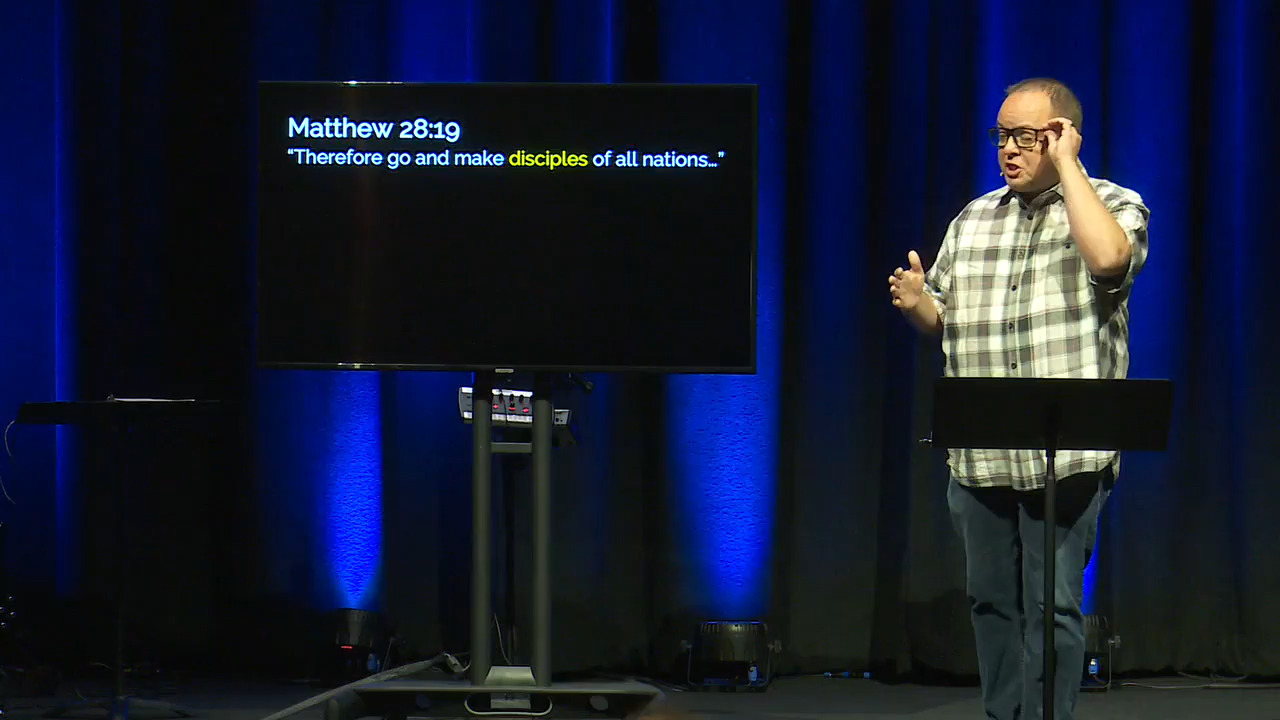 Matthew 28:19
“Therefore go and make disciples of all nations...”